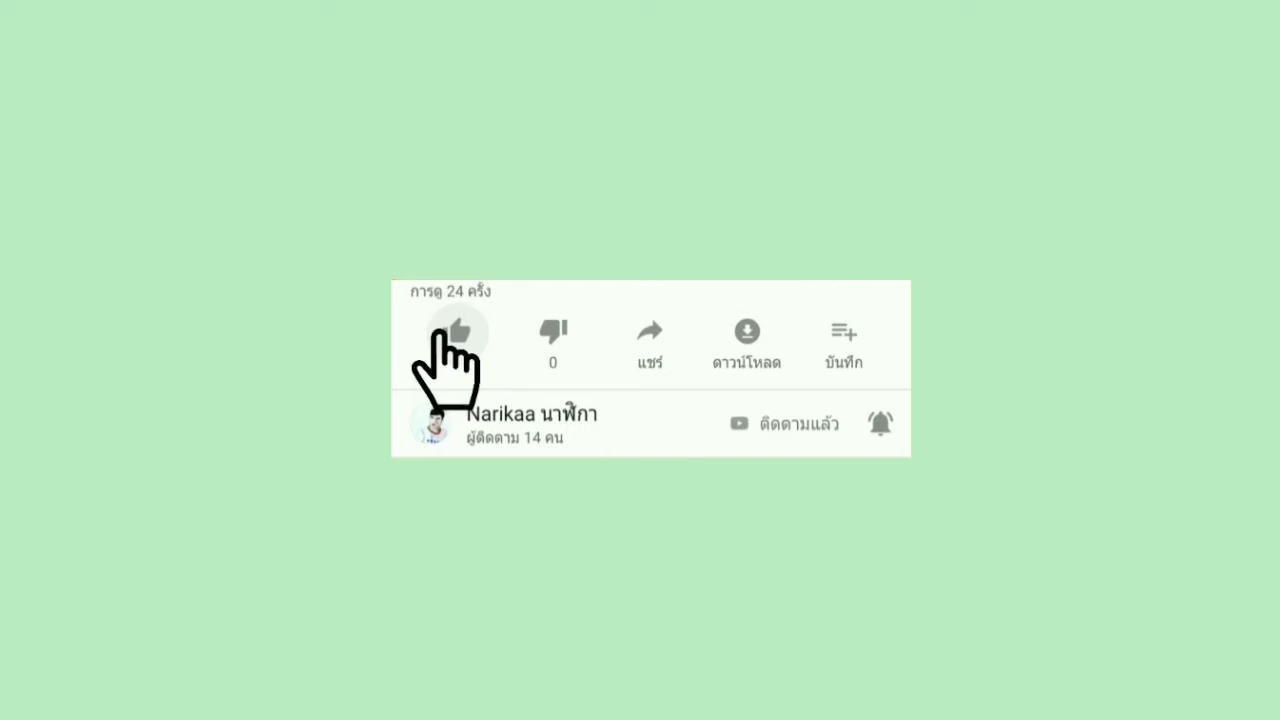 การดู 24 ครั้ง
0 แชร์ ดาวน์โหลด บันทึก
Narikaa นาฬิกา
ติดตามแล้ว
ผู้ติดตาม 14 คน